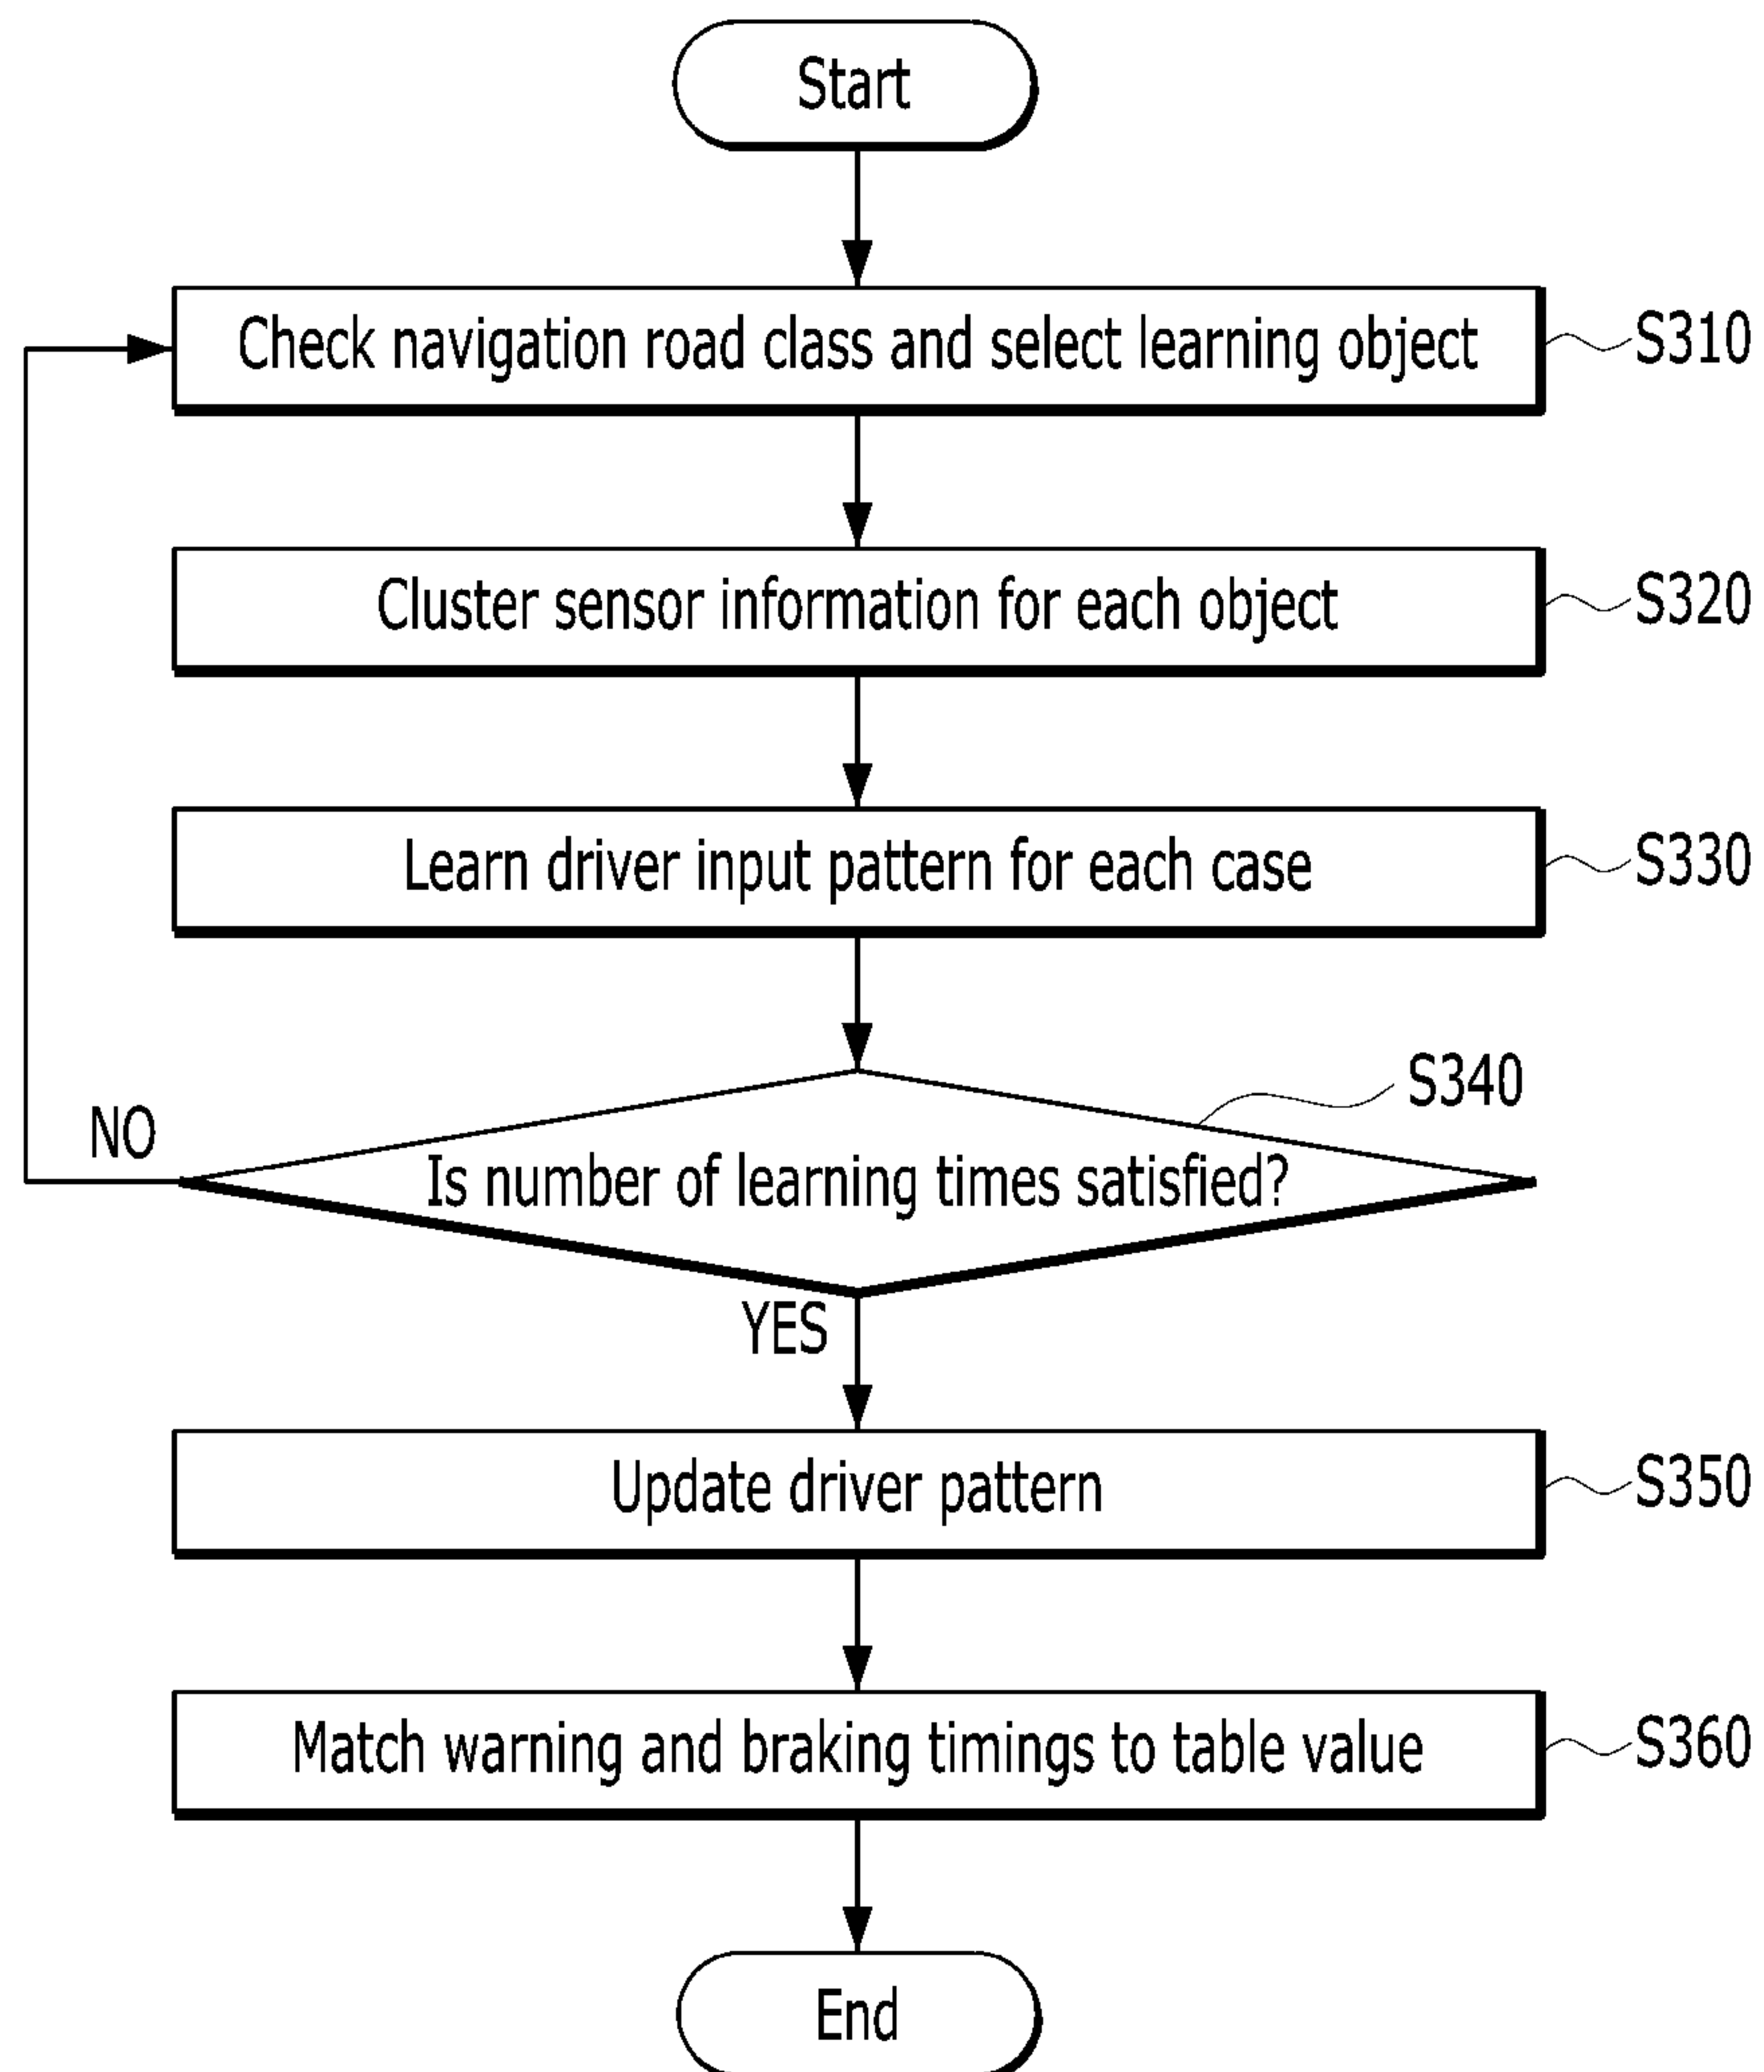 Start
Check navigation road class and select learning object
S310
Cluster sensor information for each object
S320
Learn driver input pattern for each case
S330
S340
NO
Is number of learning times satisfied?
YES
Update driver pattern
S350
Match warning and braking timings to table value
S360
End